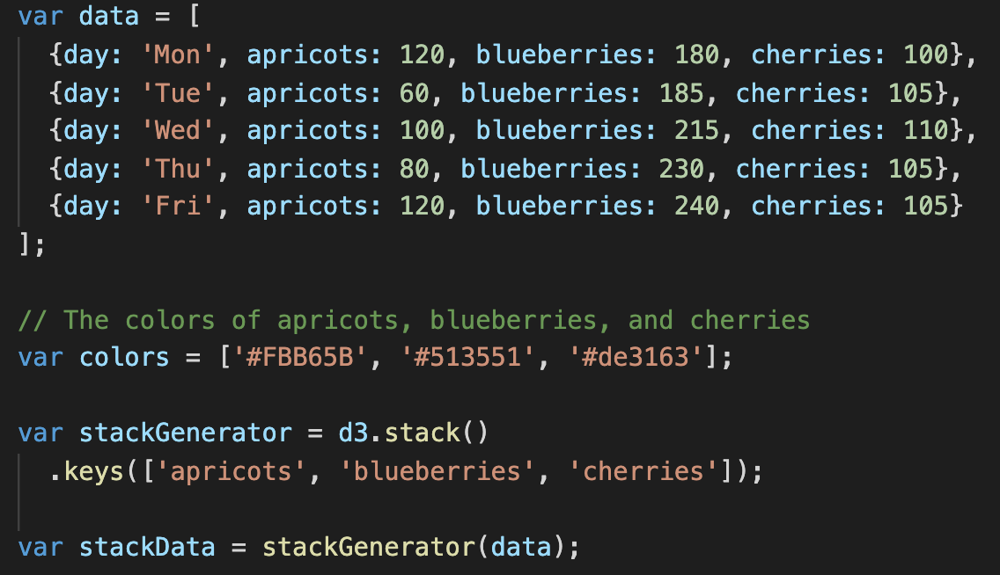 var data = [
  {day: 'Mon', apricots: 120, blueberries: 180, cherries: 100},
  {day: 'Tue', apricots: 60, blueberries: 185, cherries: 105},
  {day: 'Wed', apricots: 100, blueberries: 215, cherries: 110},
  {day: 'Thu', apricots: 80, blueberries: 230, cherries: 105},
  {day: 'Fri', apricots: 120, blueberries: 240, cherries: 105}
];
// The colors of apricots, blueberries, and cherries
var colors = ['#FBB65B', '#513551', '#de3163'];
var stackGenerator = d3.stack()
  .keys(['apricots', 'blueberries', 'cherries']);
var stackData = stackGenerator(data);